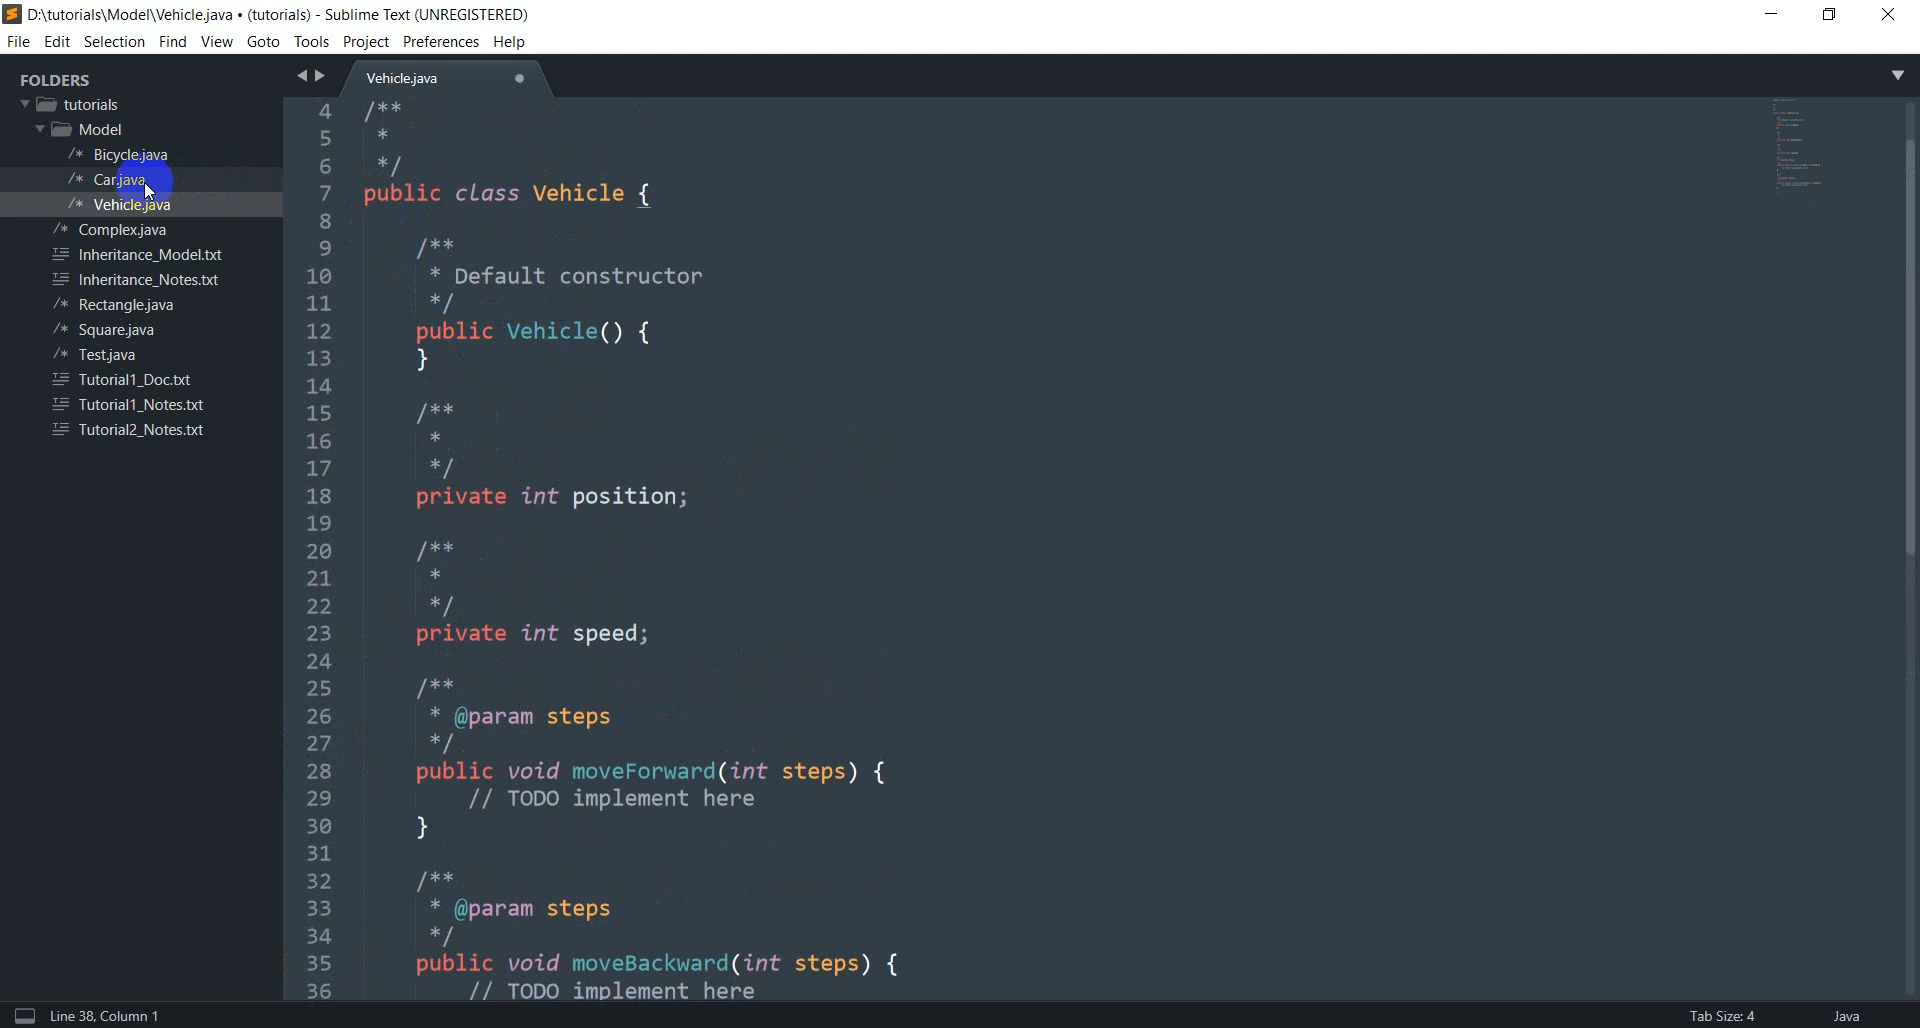 D:\tutorials\Model\Vehicle.java • (tutorials) - Sublime Text (UNREGISTERED)
File Edit Selection Find View Goto Tools Project Preferences Help
FOLDERS
tutorials
Model
/* Bicycle.java
/* Car.java
/* Vehicle.java
/* Complex.java
Inheritance_Model.txt
Inheritance_Notes.txt
/* Rectangle.java
/* Square.java
/* Test.java
Tutorial1_Doc.txt
Tutorial1_Notes.txt
Tutorial2_Notes.txt
Vehicle.java
4 /**
5 *
6 */
7 public class Vehicle {
8
9 /**
10 * Default constructor
11 */
12 public Vehicle() {
13 }
14
15 /**
16 *
17 */
18 private int position;
19
20 /**
21 *
22 */
23 private int speed;
24
25 /**
26 * @param steps
27 */
28 public void moveForward(int steps) {
29 // TODO implement here
30 }
31
32 /**
33 * @param steps
34 */
35 public void moveBackward(int steps) {
36 // TODO implement here
Line 38, Column 1 Tab Size: 4 Java